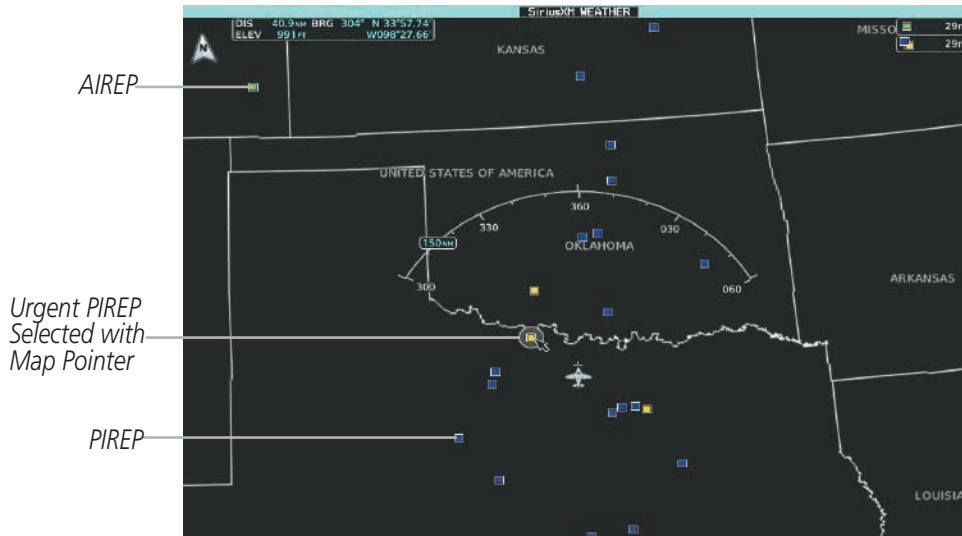 SiriusXM WEATHER
DIS 40.9NM BRG 304° N 33°57.74'
ELEV 991FT W098°27.66'
N
KANSAS
MISSO
29
29
AIREP
UNITED STATES OF AMERICA
360
330
030
150NM
OKLAHOMA
300
060
ARKANSAS
Urgent PIREP
Selected with
Map Pointer
PIREP
LOUISIA